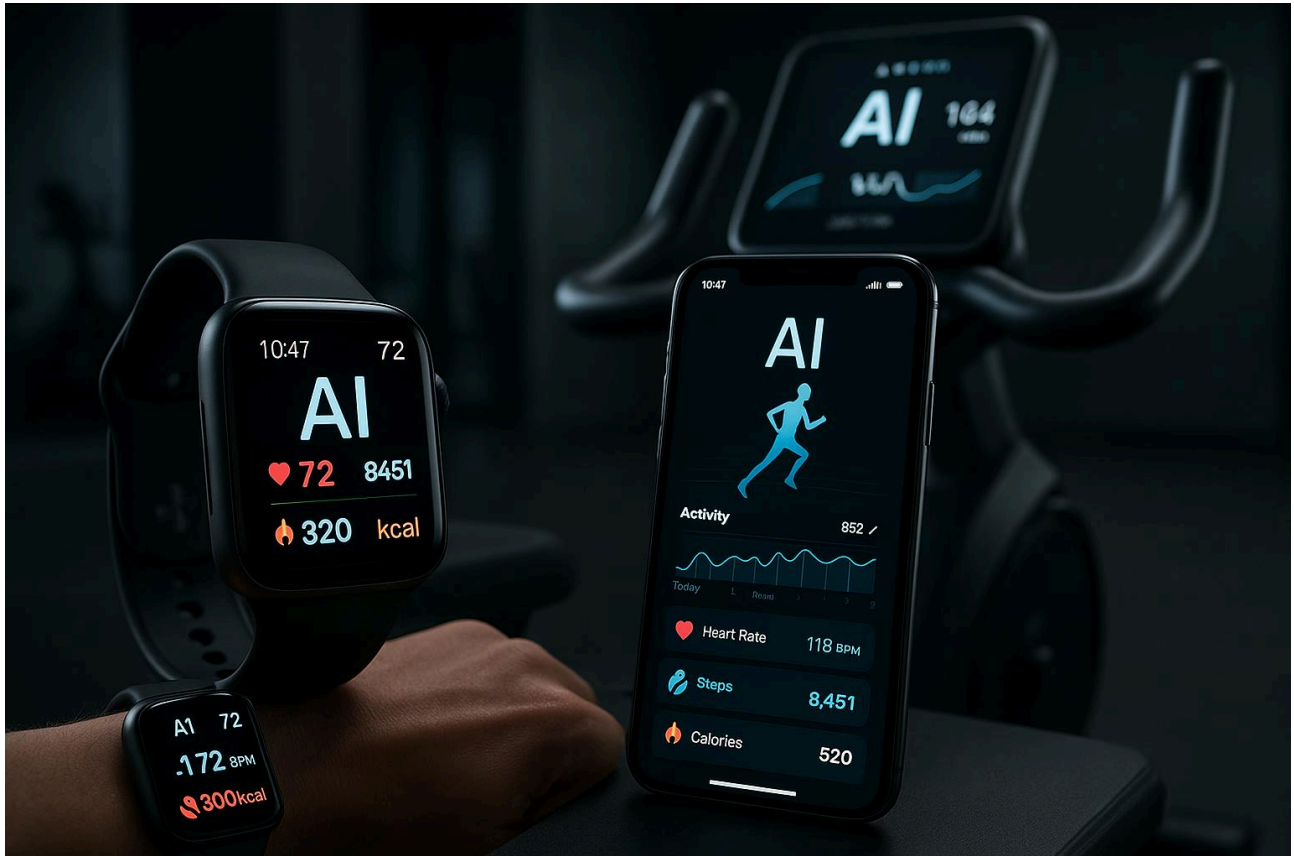 10:47 72
AI
72 8451
320 kcal
A1 72
.172 8PM
300kcal
10:47
AI
Activity 852
Today
Heart Rate 118 BPM
Steps 8,451
Calories 520
AI 164